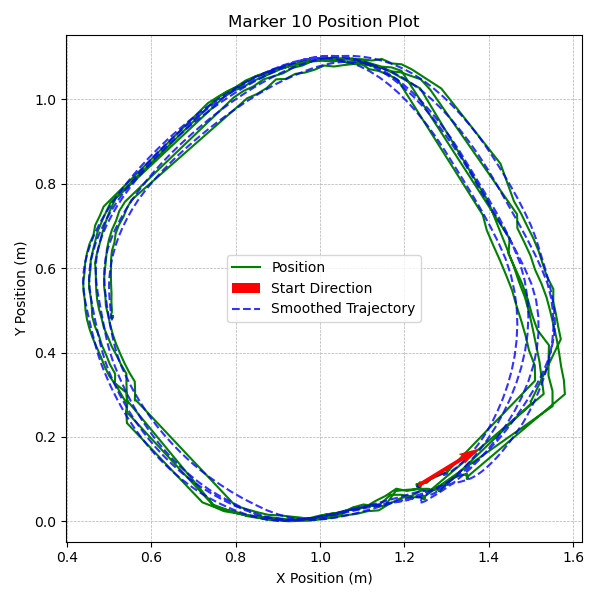 Marker 10 Position Plot
1.0
0.8
0.6
0.4
0.2
0.0
Y Position (m)
Position
Start Direction
Smoothed Trajectory
0.4 0.6 0.8 1.0 1.2 1.4 1.6
X Position (m)